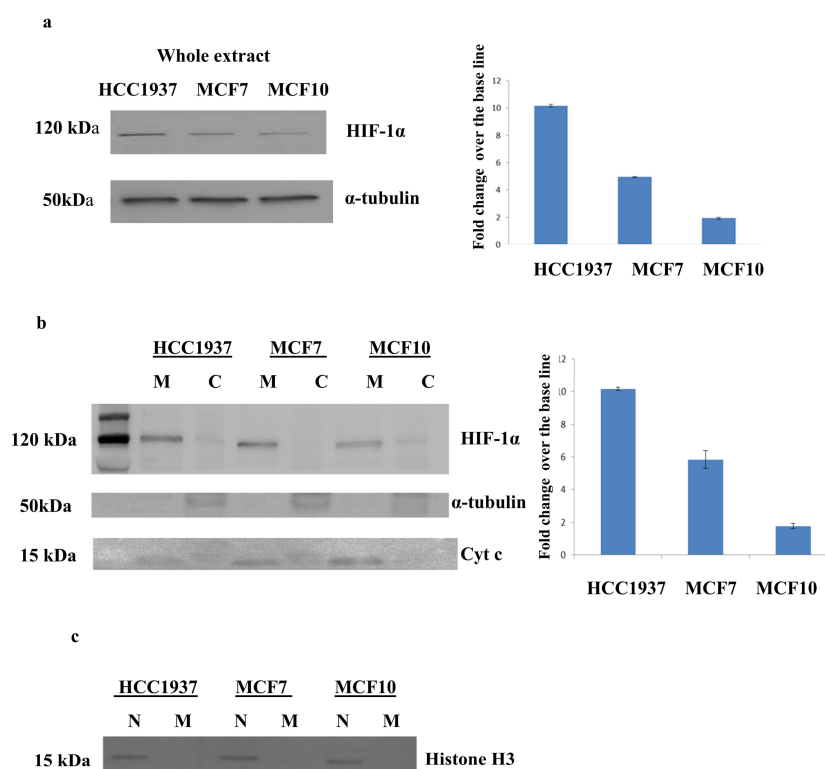 a
Whole extract
HCC1937 MCF7 MCF10
120 kDa
HIF-1α
50kDa
α-tubulin
Fold change over the base line
12
10
8
6
4
2
0
HCC1937 MCF7 MCF10
b
HCC1937 MCF7 MCF10
M C M C M C
120 kDa
HIF-1α
50kDa
α-tubulin
15 kDa
Cyt c
Fold change over the base line
12
10
8
6
4
2
0
HCC1937 MCF7 MCF10
c
HCC1937 MCF7 MCF10
N M N M N M
15 kDa
Histone H3